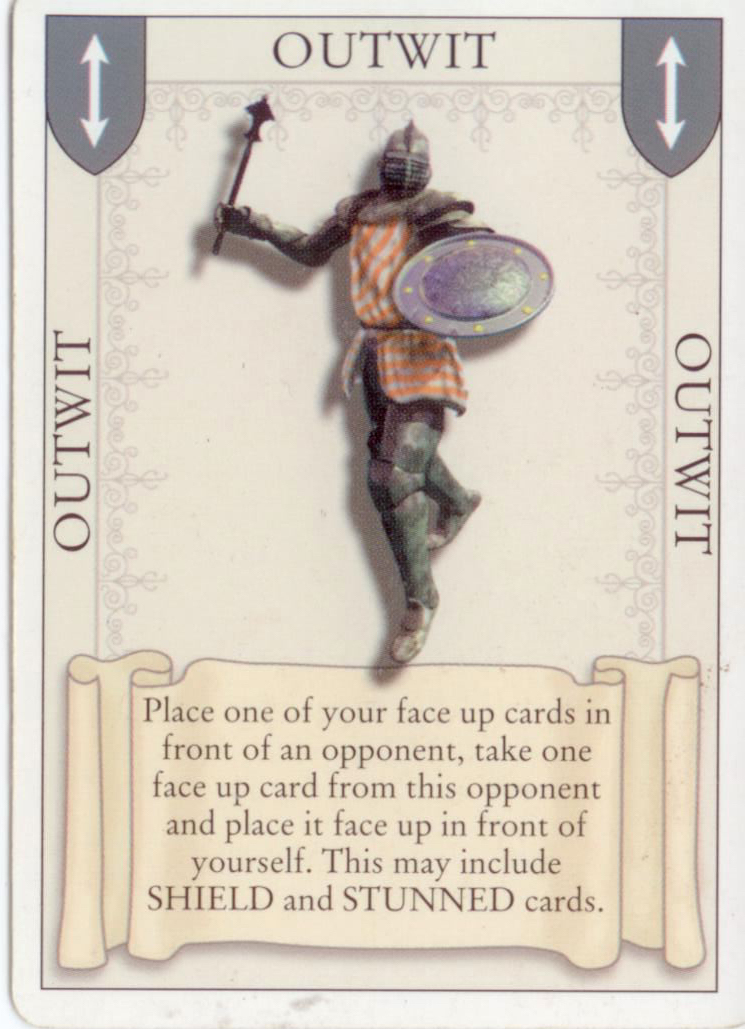 OUTWIT
OUTWIT
OUTWIT
Place one of your face up cards in
front of an opponent, take one
face up card from this opponent
and place it face up in front of
yourself. This may include
SHIELD and STUNNED cards.